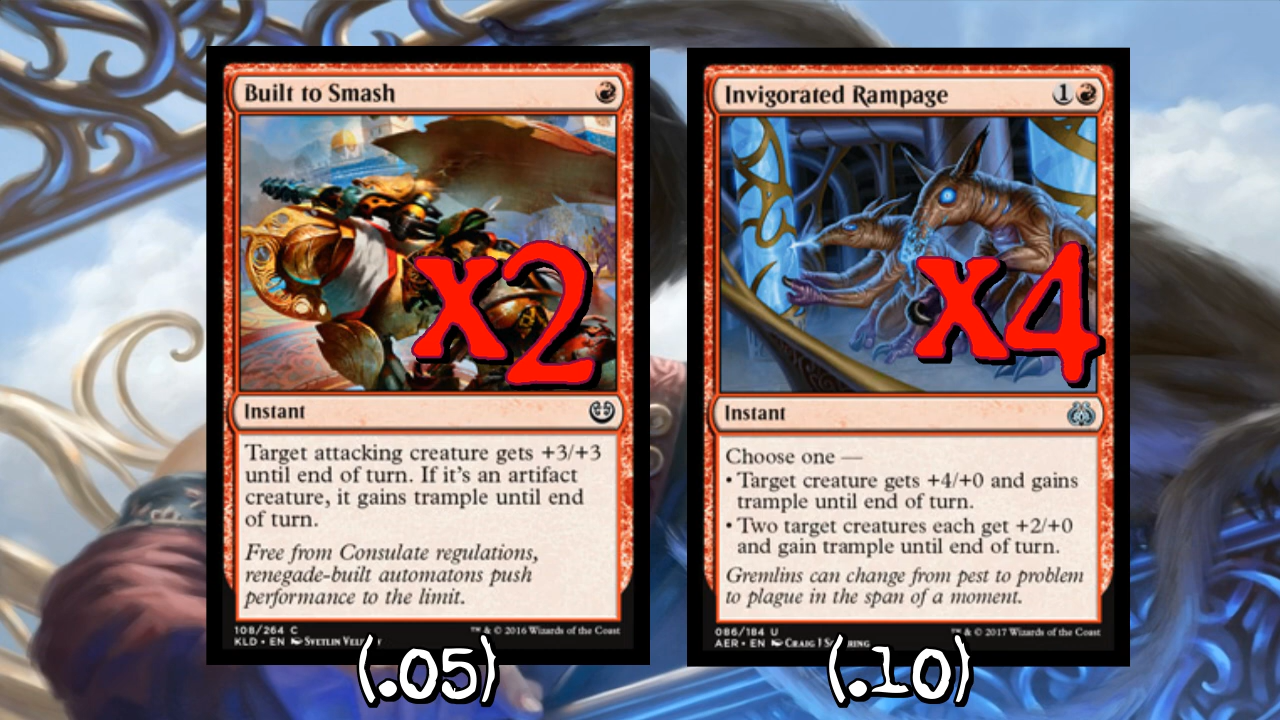 Built to Smash
x2
Instant
Target attacking creature gets +3/+3
until end of turn. If it's an artifact
creature, it gains trample until end
of turn.
Free from Consulate regulations,
renegade-built automatons push
performance to the limit.
108/264 C
KLD • EN
™ & © 2016 Wizards of the Coast
(.05)
Invigorated Rampage 1
x4
Instant
Choose one —
• Target creature gets +4/+0 and gains
trample until end of turn.
• Two target creatures each get +2/+0
and gain trample until end of turn.
Gremlins can change from pest to problem
to plague in the span of a moment.
086/184 U
AER • EN
™ & © 2017 Wizards of the Coast
(.10)